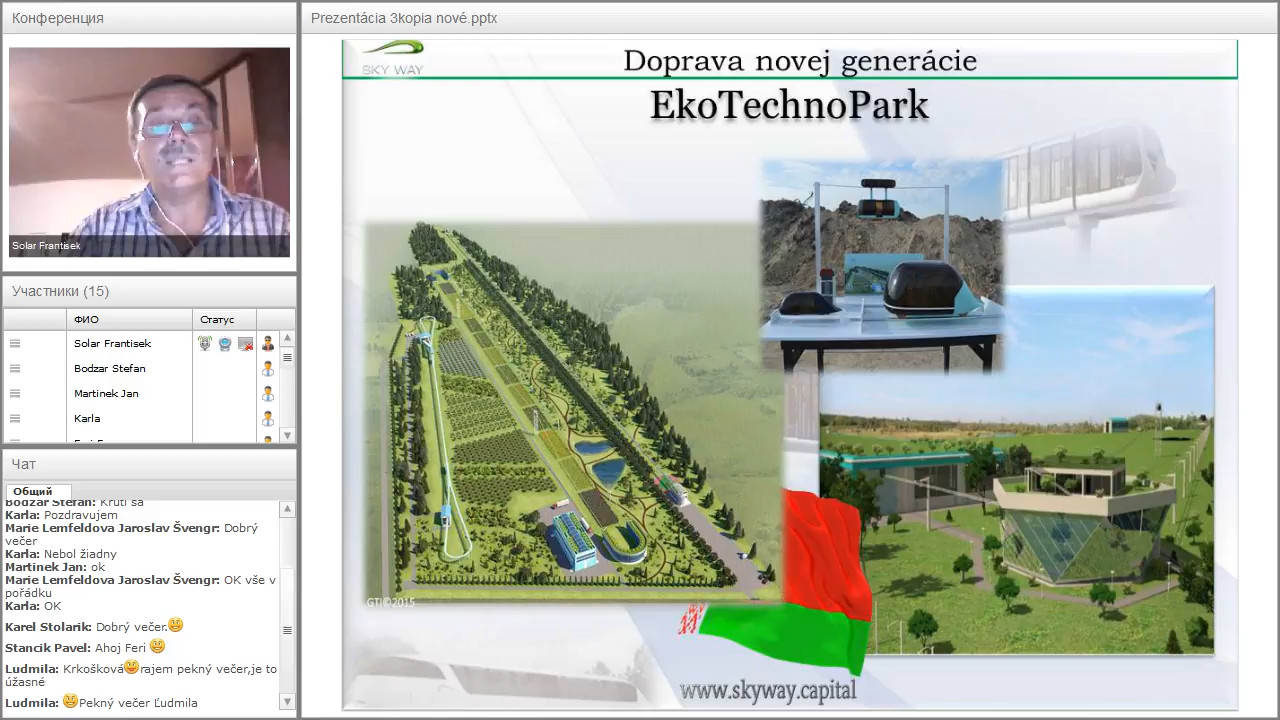 Конференция
Solar Frantisek
Участники (15)
ФИО
Статус
Solar Frantisek
Bodzar Stefan
Martinek Jan
Karla
Чат
Общий
Bodzar Stefan: Kruti sa
Karla: Pozdravujem
Marie Lemfeldova Jaroslav Švengr: Dobrý
večer
Karla: Nebol žiadny
Martinek Jan: ok
Marie Lemfeldova Jaroslav Švengr: OK vše v
pořádku
Karla: OK
Karel Stolarik: Dobrý večer.
Stancik Pavel: Ahoj Feri
Ludmila: Krkoškovárajem pekný večer,je to
úžasné
Ludmila: Pekný večer Ľudmila
Prezentácia 3kopia nové.pptx
SKY WAY
Doprava novej generácie
EkoTechnoPark
GTI©2015
www.skyway.capital